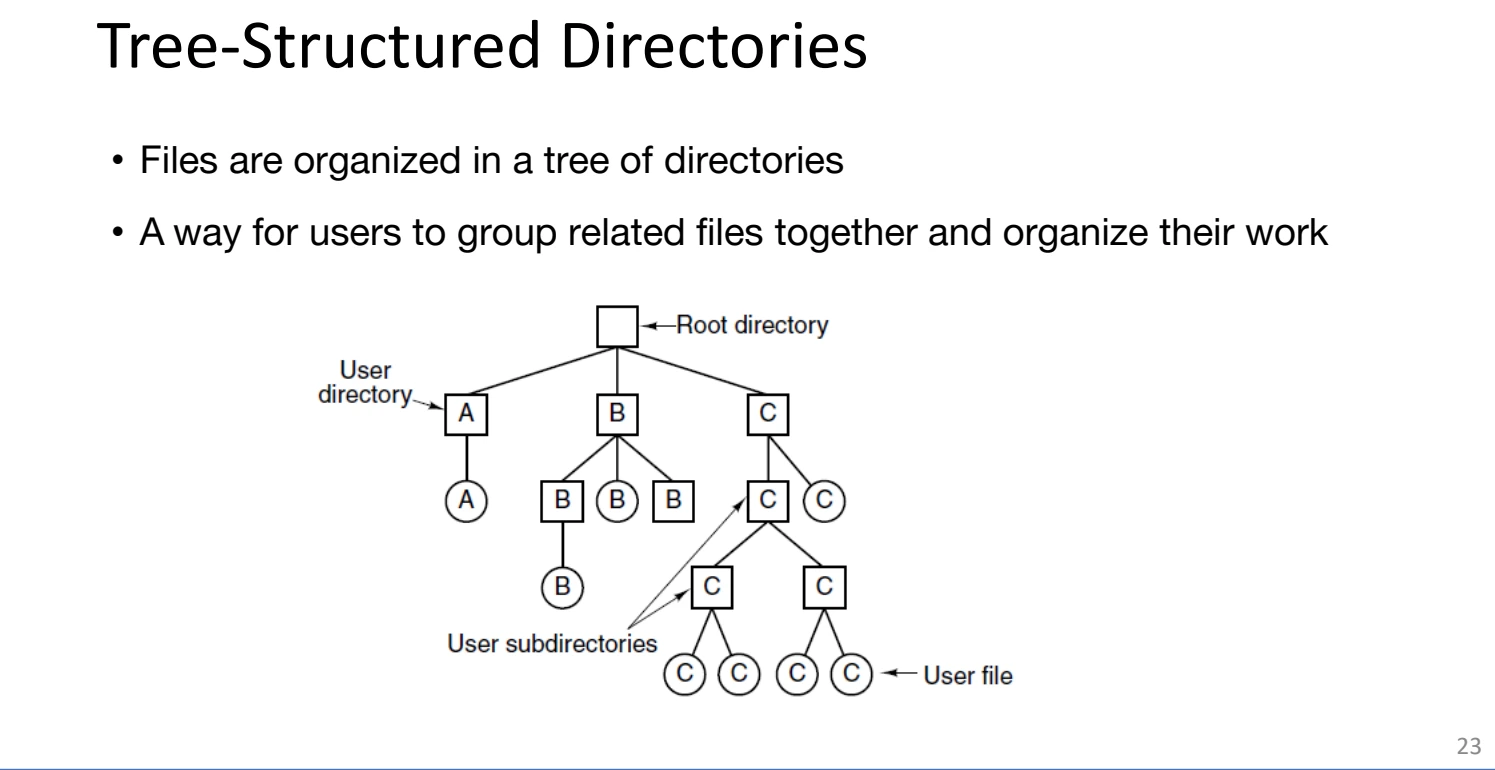 Tree-Structured Directories
• Files are organized in a tree of directories
• A way for users to group related files together and organize their work
Root directory
User
directory
A B C
A B B B C C
B C C
User subdirectories
C C C C User file
23